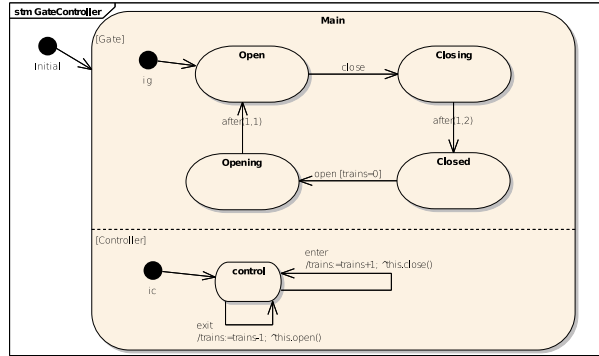 stm GateController
Main
[Gate]
Initial
ig
Open
close
Closing
after(1,1)
after(1,2)
Opening
open [trains=0]
Closed
[Controller]
ic
control
enter
/trains:=trains+1; ^this.close()
exit
/trains:=trains-1; ^this.open()